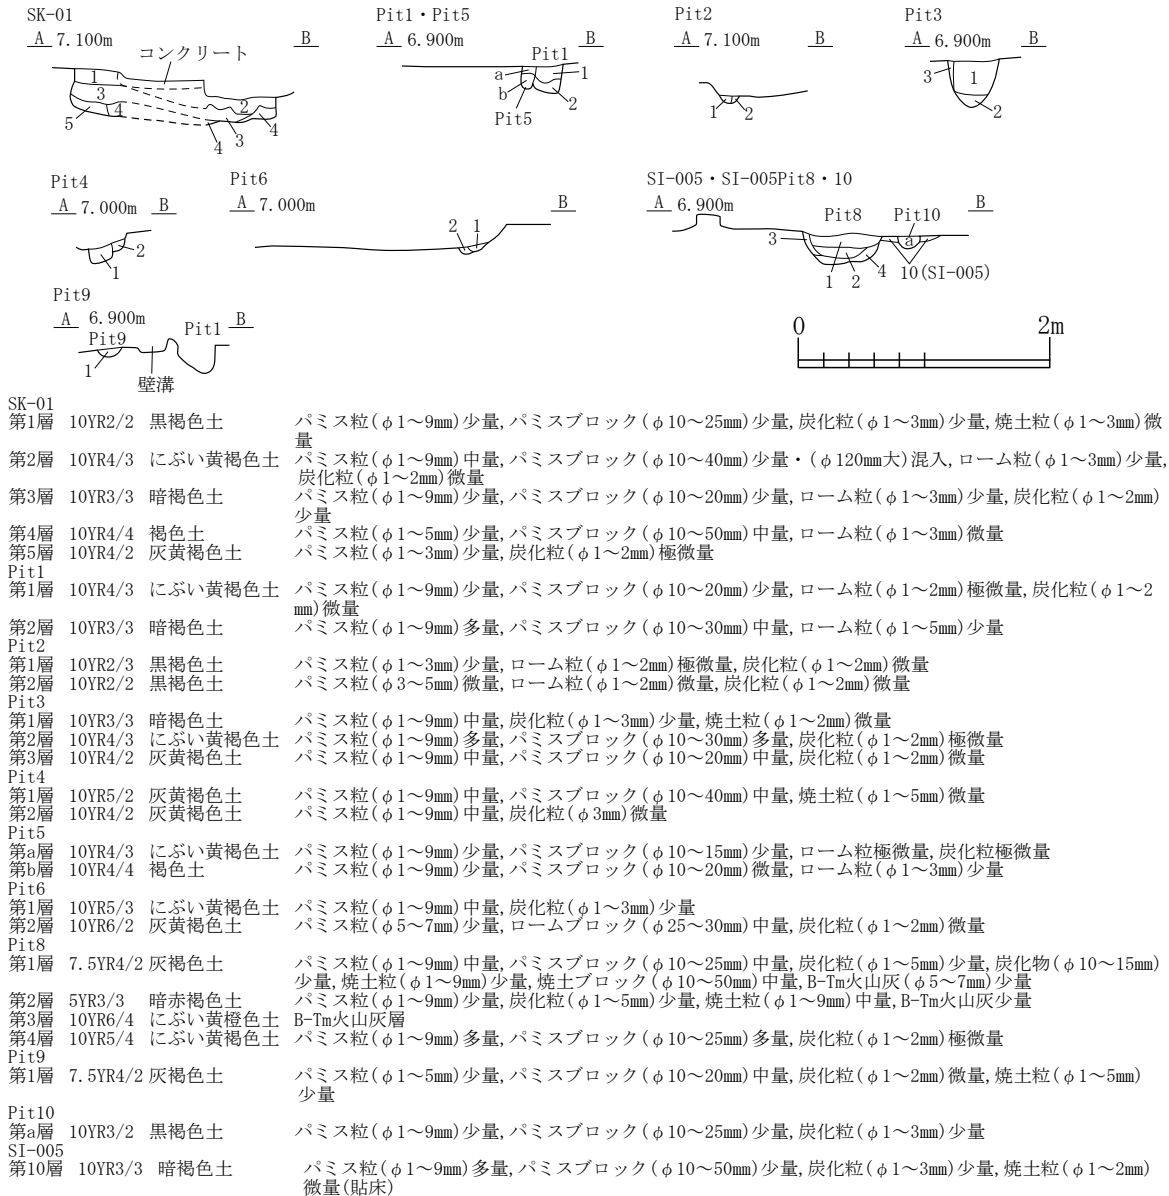 SK-01
A 7.100m B
コンクリート
1
3
5
4
2
4
3
4
Pit1・Pit5
A 6.900m B
Pit1
a
b
1
2
Pit5
Pit2
A 7.100m B
1
2
Pit3
A 6.900m B
3
1
2
Pit4
A 7.000m B
2
1
Pit6
A 7.000m B
2
1
SI-005・SI-005Pit8・10
A 6.900m B
Pit8 Pit10
3
a
1
2
4
10(SI-005)
Pit9
A 6.900m B
Pit9
Pit1
1
壁溝
0 2m
SK-01
第1層 10YR2/2 黒褐色土 パミス粒(φ1～9㎜)少量,パミスブロック(φ10～25㎜)少量,炭化粒(φ1～3㎜)少量,焼土粒(φ1～3㎜)微
量
第2層 10YR4/3 にぶい黄褐色土 パミス粒(φ1～9㎜)中量,パミスブロック(φ10～40㎜)少量・(φ120㎜大)混入,ローム粒(φ1～3㎜)少量,
炭化粒(φ1～2㎜)微量
第3層 10YR3/3 暗褐色土 パミス粒(φ1～9㎜)少量,パミスブロック(φ10～20㎜)少量,ローム粒(φ1～3㎜)少量,炭化粒(φ1～2㎜)
少量
第4層 10YR4/4 褐色土 パミス粒(φ1～5㎜)少量,パミスブロック(φ10～50㎜)中量,ローム粒(φ1～3㎜)微量
第5層 10YR4/2 灰黄褐色土 パミス粒(φ1～3㎜)少量,炭化粒(φ1～2㎜)極微量
Pit1
第1層 10YR4/3 にぶい黄褐色土 パミス粒(φ1～9㎜)少量,パミスブロック(φ10～20㎜)少量,ローム粒(φ1～2㎜)極微量,炭化粒(φ1～2
㎜)微量
第2層 10YR3/3 暗褐色土 パミス粒(φ1～9㎜)多量,パミスブロック(φ10～30㎜)中量,ローム粒(φ1～5㎜)少量
Pit2
第1層 10YR2/3 黒褐色土 パミス粒(φ1～3㎜)少量,ローム粒(φ1～2㎜)極微量,炭化粒(φ1～2㎜)微量
第2層 10YR2/2 黒褐色土 パミス粒(φ3～5㎜)微量,ローム粒(φ1～2㎜)微量,炭化粒(φ1～2㎜)微量
Pit3
第1層 10YR3/3 暗褐色土 パミス粒(φ1～9㎜)中量,炭化粒(φ1～3㎜)少量,焼土粒(φ1～2㎜)微量
第2層 10YR4/3 にぶい黄褐色土 パミス粒(φ1～9㎜)多量,パミスブロック(φ10～30㎜)多量,炭化粒(φ1～2㎜)極微量
第3層 10YR4/2 灰黄褐色土 パミス粒(φ1～9㎜)中量,パミスブロック(φ10～20㎜)中量,炭化粒(φ1～2㎜)微量
Pit4
第1層 10YR5/2 灰黄褐色土 パミス粒(φ1～9㎜)中量,パミスブロック(φ10～40㎜)中量,焼土粒(φ1～5㎜)微量
第2層 10YR4/2 灰黄褐色土 パミス粒(φ1～9㎜)中量,炭化粒(φ3㎜)微量
Pit5
第a層 10YR4/3 にぶい黄褐色土 パミス粒(φ1～9㎜)少量,パミスブロック(φ10～15㎜)少量,ローム粒極微量,炭化粒極微量
第b層 10YR4/4 褐色土 パミス粒(φ1～9㎜)少量,パミスブロック(φ10～20㎜)微量,ローム粒(φ1～3㎜)少量
Pit6
第1層 10YR5/3 にぶい黄褐色土 パミス粒(φ1～9㎜)中量,炭化粒(φ1～3㎜)少量
第2層 10YR6/2 灰黄褐色土 パミス粒(φ5～7㎜)少量,ロームブロック(φ25～30㎜)中量,炭化粒(φ1～2㎜)微量
Pit8
第1層 7.5YR4/2 灰褐色土 パミス粒(φ1～9㎜)中量,パミスブロック(φ10～25㎜)中量,炭化粒(φ1～5㎜)少量,炭化物(φ10～15㎜)
少量,焼土粒(φ1～9㎜)少量,焼土ブロック(φ10～50㎜)中量,B-Tm火山灰(φ5～7㎜)少量
第2層 5YR3/3 暗赤褐色土 パミス粒(φ1～9㎜)少量,炭化粒(φ1～5㎜)少量,焼土粒(φ1～9㎜)中量,B-Tm火山灰少量
第3層 10YR6/4 にぶい黄橙色土 B-Tm火山灰層
第4層 10YR5/4 にぶい黄褐色土 パミス粒(φ1～9㎜)多量,パミスブロック(φ10～25㎜)多量,炭化粒(φ1～2㎜)極微量
Pit9
第1層 7.5YR4/2 灰褐色土 パミス粒(φ1～5㎜)少量,パミスブロック(φ10～20㎜)中量,炭化粒(φ1～2㎜)微量,焼土粒(φ1～5㎜)
少量
Pit10
第a層 10YR3/2 黒褐色土 パミス粒(φ1～9㎜)少量,パミスブロック(φ10～25㎜)少量,炭化粒(φ1～3㎜)少量
SI-005
第10層 10YR3/3 暗褐色土 パミス粒(φ1～9㎜)多量,パミスブロック(φ10～50㎜)少量,炭化粒(φ1～3㎜)少量,焼土粒(φ1～2㎜)
微量(貼床)